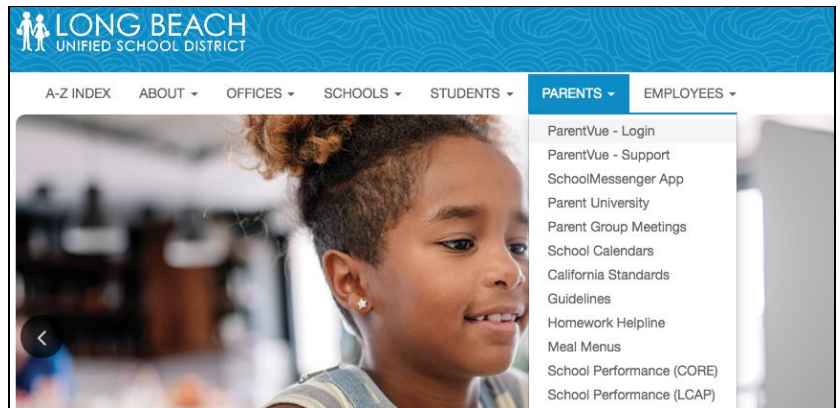 LONG BEACH
UNIFIED SCHOOL DISTRICT
A-Z INDEX ABOUT OFFICES SCHOOLS STUDENTS PARENTS EMPLOYEES
ParentVue - Login
ParentVue - Support
SchoolMessenger App
Parent University
Parent Group Meetings
School Calendars
California Standards
Guidelines
Homework Helpline
Meal Menus
School Performance (CORE)
School Performance (LCAP)